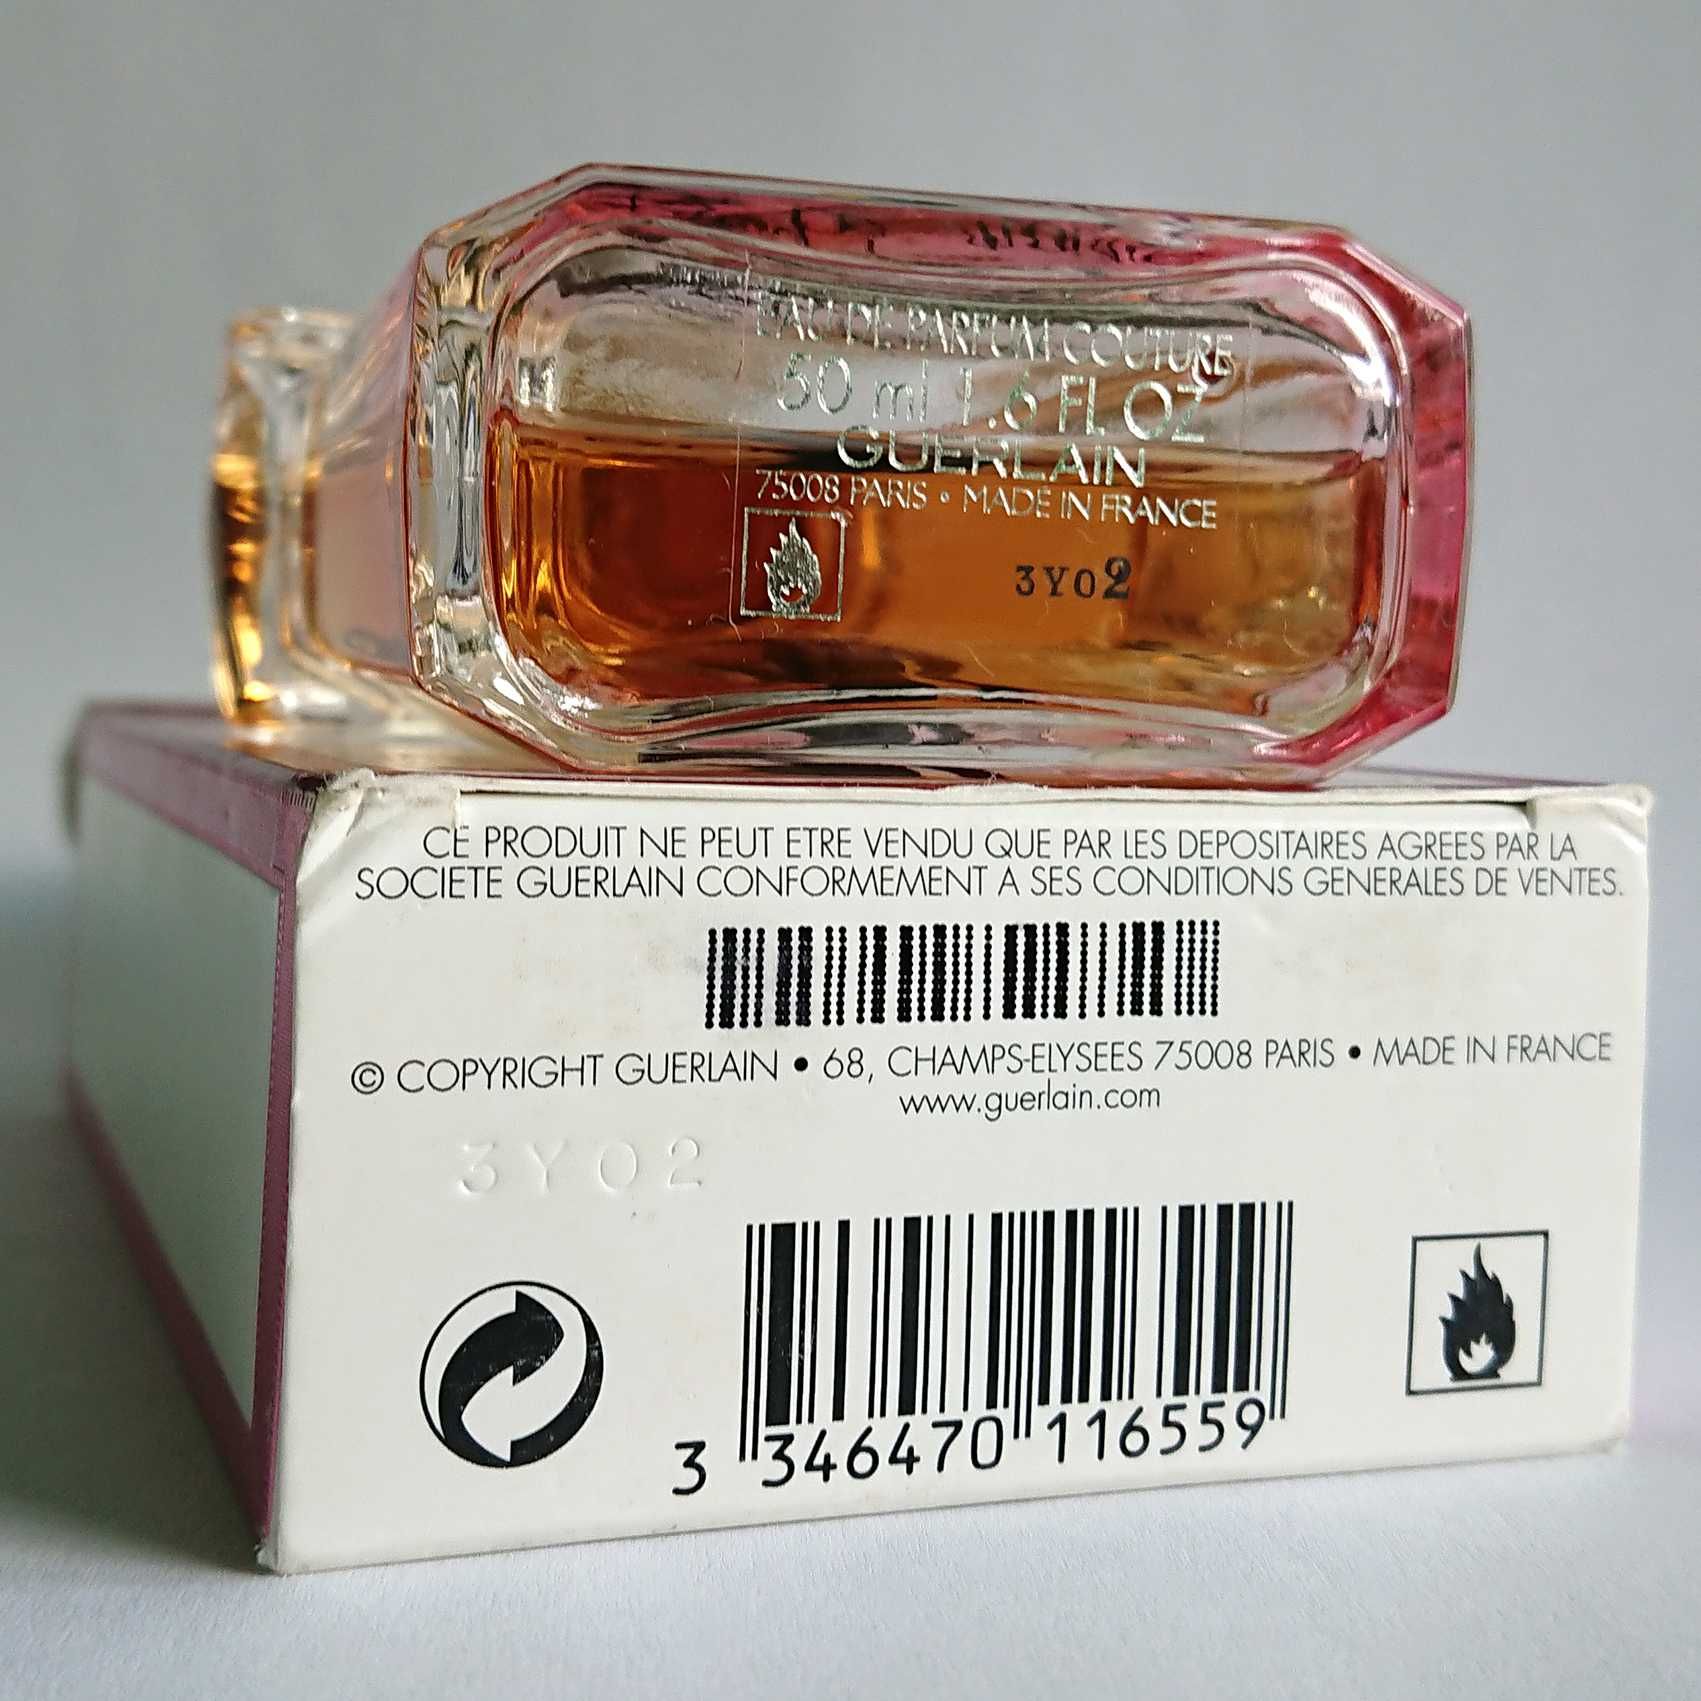 EAU DE PARFUM COUTURE
50 ml 1.6 FL OZ
GUERLAIN
75008 PARIS • MADE IN FRANCE
3Y02
CE PRODUIT NE PEUT ETRE VENDU QUE PAR LES DEPOSITAIRES AGREES PAR LA
SOCIETE GUERLAIN CONFORMEMENT A SES CONDITIONS GENERALES DE VENTES.
© COPYRIGHT GUERLAIN • 68, CHAMPS-ELYSEES 75008 PARIS • MADE IN FRANCE
www.guerlain.com
3Y02
3 346470 116559